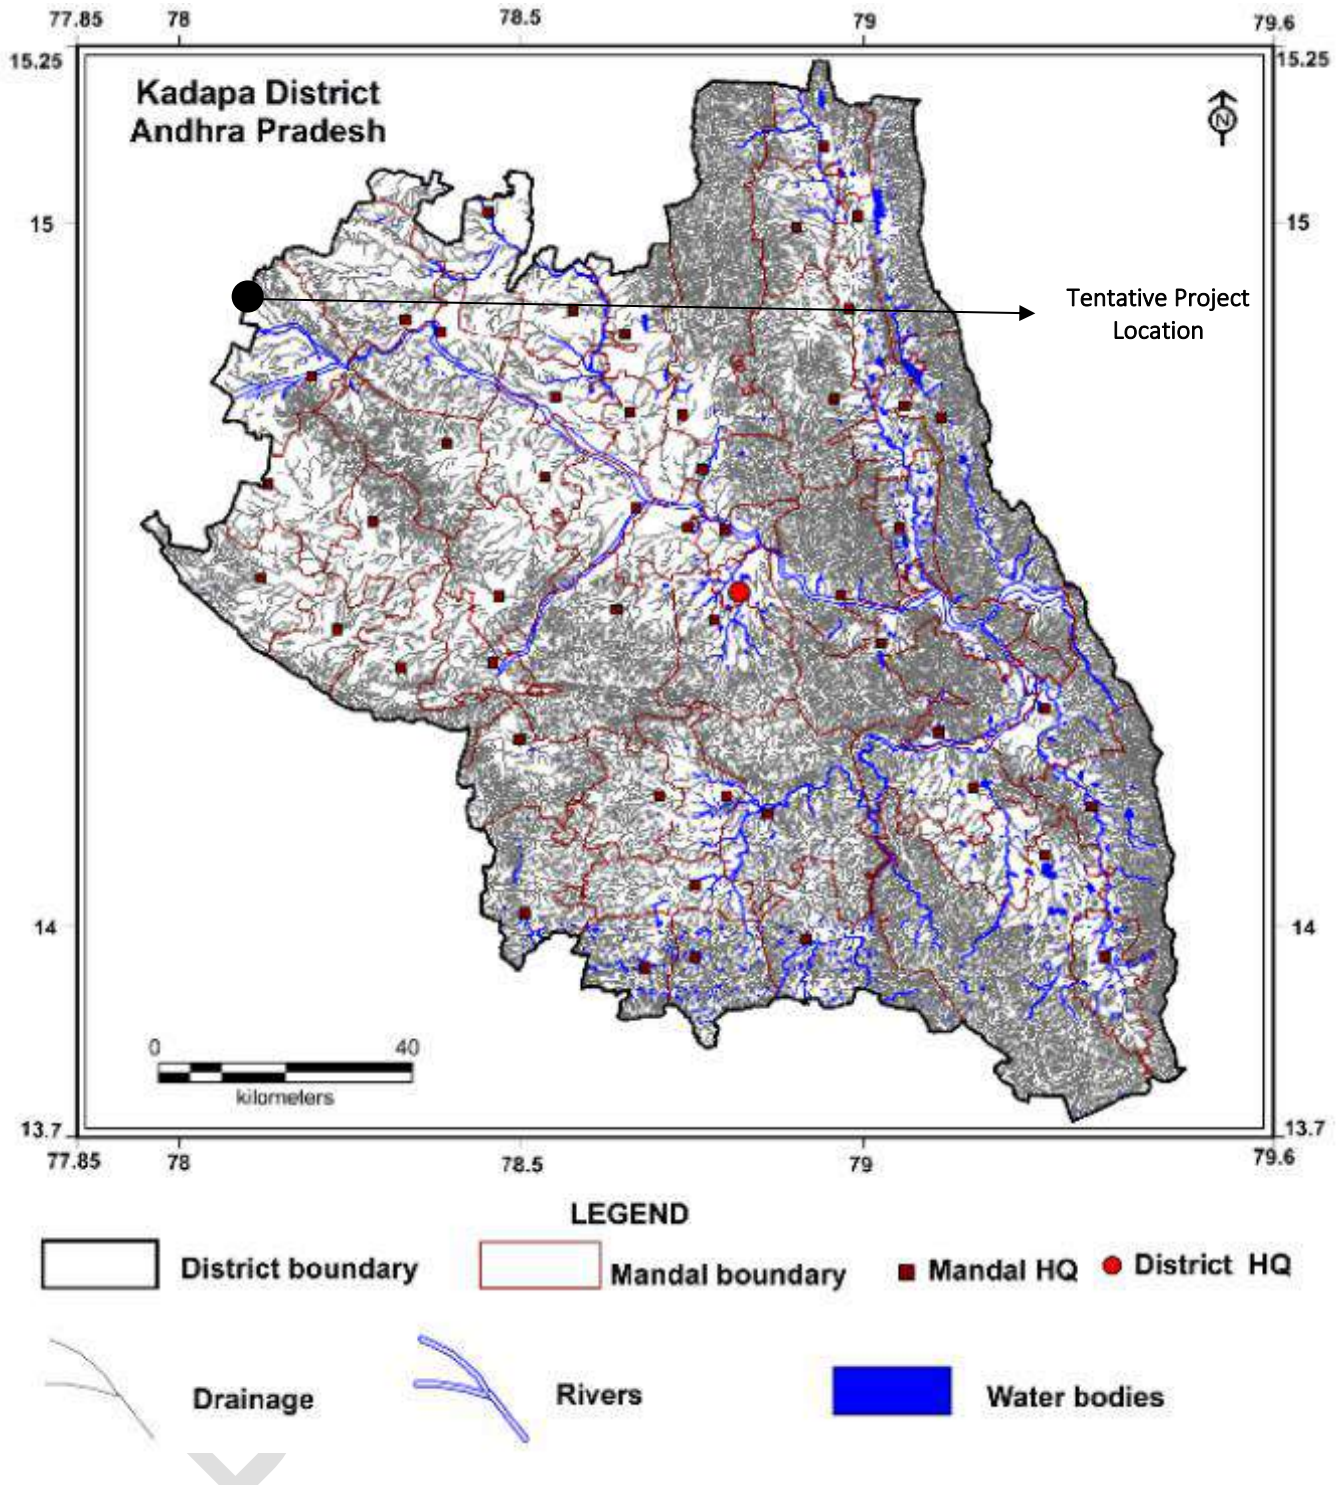 77.85 78 78.5 79 79.6
15.25 15.25
Kadapa District
Andhra Pradesh
N
15 15
Tentative Project
Location
14 14
0 40
kilometers
13.7 13.7
77.85 78 78.5 79 79.6
LEGEND
District boundary Mandal boundary Mandal HQ District HQ
Drainage Rivers Water bodies